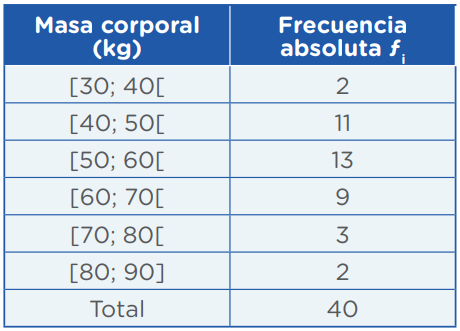 Masa corporal Frecuencia
(kg) absoluta fi
[30; 40[ 2
[40; 50[ 11
[50; 60[ 13
[60; 70[ 9
[70; 80[ 3
[80; 90] 2
Total 40